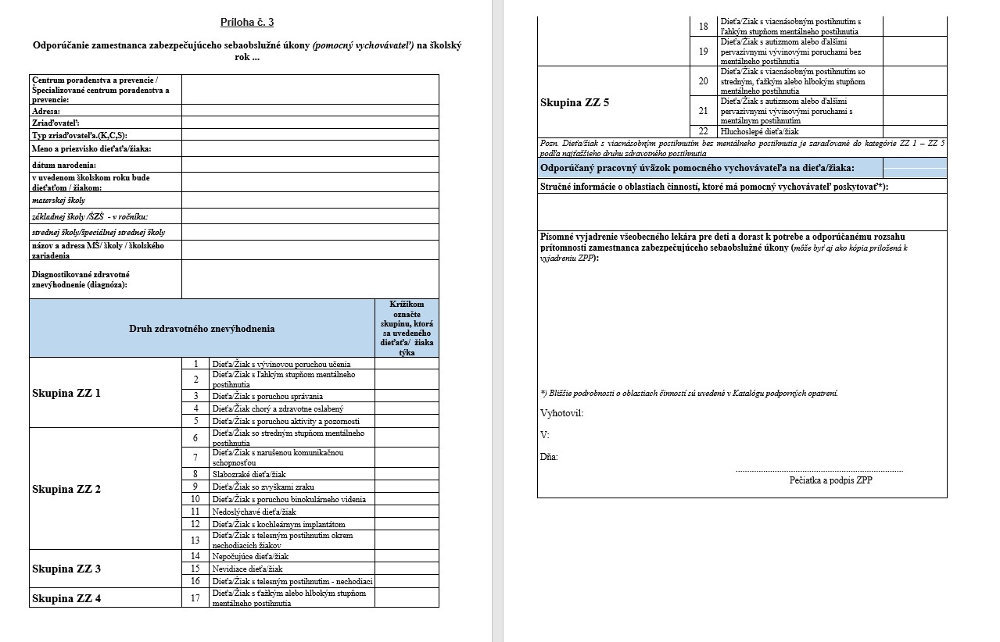 Príloha č. 3
Odporúčanie zamestnanca zabezpečujúceho sebaobslužné úkony (pomocný vychovávateľ) na školský
rok ...
Centrum poradenstva a prevencie /
Špecializované centrum poradenstva a
prevencie:
Adresa:
Zriaďovateľ:
Typ zriaďovateľa.(K,C,S):
Meno a priezvisko dieťaťa/žiaka:
dátum narodenia:
v uvedenom školskom roku bude
dieťaťom / žiakom:
materskej školy
základnej školy /ŠZŠ - v ročníku:
strednej školy/špeciálnej strednej školy
názov a adresa MŠ/ školy / školského
zariadenia
Diagnostikované zdravotné
znevýhodnenie (diagnóza):
Druh zdravotného znevýhodnenia
Krížikom
označte
skupinu, ktorá
sa uvedeného
dieťaťa/ žiaka
týka
Skupina ZZ 1
1 Dieťa/Žiak s vývinovou poruchou učenia
2 Dieťa/Žiak s ľahkým stupňom mentálneho
postihnutia
3 Dieťa/Žiak s poruchou správania
4 Dieťa/Žiak chorý a zdravotne oslabený
5 Dieťa/Žiak s poruchou aktivity a pozornosti
Skupina ZZ 2
6 Dieťa/Žiak so stredným stupňom mentálneho
postihnutia
7 Dieťa/Žiak s narušenou komunikačnou
schopnosťou
8 Slabozraké dieťa/žiak
9 Dieťa/Žiak so zvyškami zraku
10 Dieťa/Žiak s poruchou binokulárneho videnia
11 Nedoslýchavé dieťa/žiak
12 Dieťa/Žiak s kochleárnym implantátom
13 Dieťa/Žiak s telesným postihnutím okrem
nechodiacich žiakov
Skupina ZZ 3
14 Nepočujúce dieťa/žiak
15 Nevidiace dieťa/žiak
16 Dieťa/Žiak s telesným postihnutím - nechodiaci
Skupina ZZ 4
17 Dieťa/Žiak s ťažkým alebo hlbokým stupňom
mentálneho postihnutia
18 Dieťa/Žiak s viacnásobným postihnutím s
ľahkým stupňom mentálneho postihnutia
19 Dieťa/Žiak s autizmom alebo ďalšími
pervazívnymi vývinovými poruchami bez
mentálneho postihnutia
Skupina ZZ 5
20 Dieťa/Žiak s viacnásobným postihnutím so
stredným, ťažkým alebo hlbokým stupňom
mentálneho postihnutia
21 Dieťa/Žiak s autizmom alebo ďalšími
pervazívnymi vývinovými poruchami s
mentálnym postihnutím
22 Hluchoslepé dieťa/žiak
Pozn. Dieťa/žiak s viacnásobným postihnutím bez mentálneho postihnutia je zaraďované do kategórie ZZ 1 – ZZ 5
podľa najťažšieho druhu zdravotného postihnutia
Odporúčaný pracovný úväzok pomocného vychovávateľa na dieťa/žiaka:
Stručné informácie o oblastiach činností, ktoré má pomocný vychovávateľ poskytovať*):
Písomné vyjadrenie všeobecného lekára pre deti a dorast k potrebe a odporúčanému rozsahu
prítomnosti zamestnanca zabezpečujúceho sebaobslužné úkony (môže byť aj ako kópia priložená k
vyjadreniu ZPP):
*) Bližšie podrobnosti o oblastiach činností sú uvedené v Katalógu podporných opatrení.
Vyhotovil:
V:
Dňa:
..........................................................................
Pečiatka a podpis ZPP